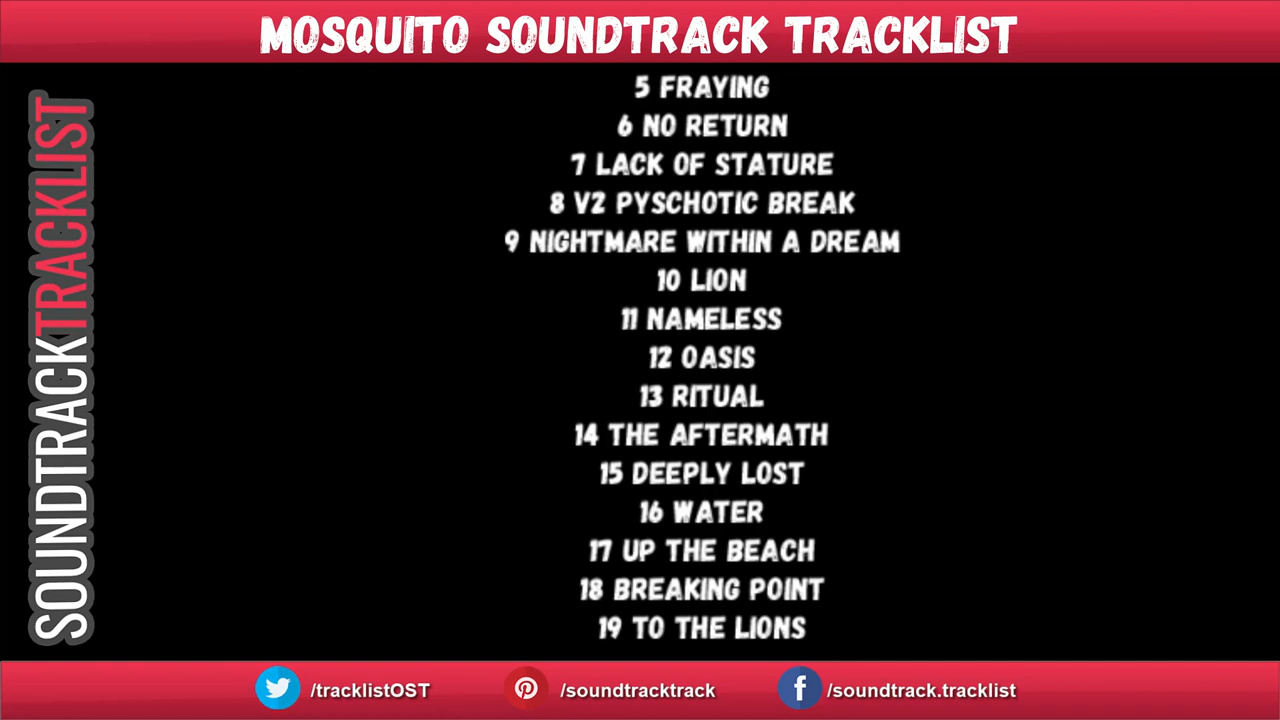 MOSQUITO SOUNDTRACK TRACKLIST
SOUNDTRACKTRACKLIST
5 FRAYING
6 NO RETURN
7 LACK OF STATURE
8 V2 PYSCHOTIC BREAK
9 NIGHTMARE WITHIN A DREAM
10 LION
11 NAMELESS
12 OASIS
13 RITUAL
14 THE AFTERMATH
15 DEEPLY LOST
16 WATER
17 UP THE BEACH
18 BREAKING POINT
19 TO THE LIONS
/tracklistOST
/soundtracktrack
/soundtrack.tracklist